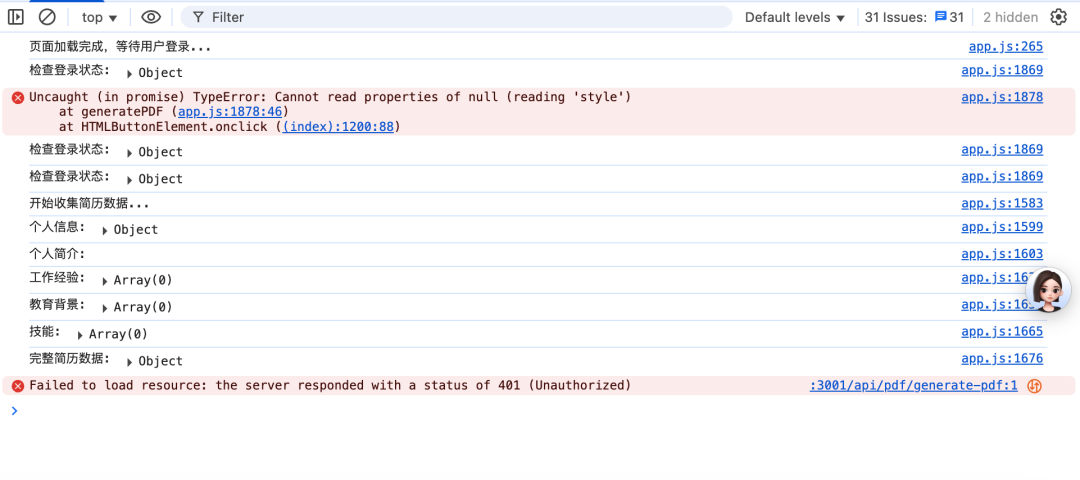 top Filter Default levels 31 Issues: 31 2 hidden
页面加载完成，等待用户登录... app.js:265
检查登录状态: Object app.js:1869
Uncaught (in promise) TypeError: Cannot read properties of null (reading 'style') app.js:1878
at generatePDF (app.js:1878:46)
at HTMLButtonElement.onclick ((index):1200:88)
检查登录状态: Object app.js:1869
检查登录状态: Object app.js:1869
开始收集简历数据... app.js:1583
个人信息: Object app.js:1599
个人简介: app.js:1603
工作经验: Array(0)
教育背景: Array(0)
技能: Array(0) app.js:1665
完整简历数据: Object app.js:1676
Failed to load resource: the server responded with a status of 401 (Unauthorized) :3001/api/pdf/generate-pdf:1